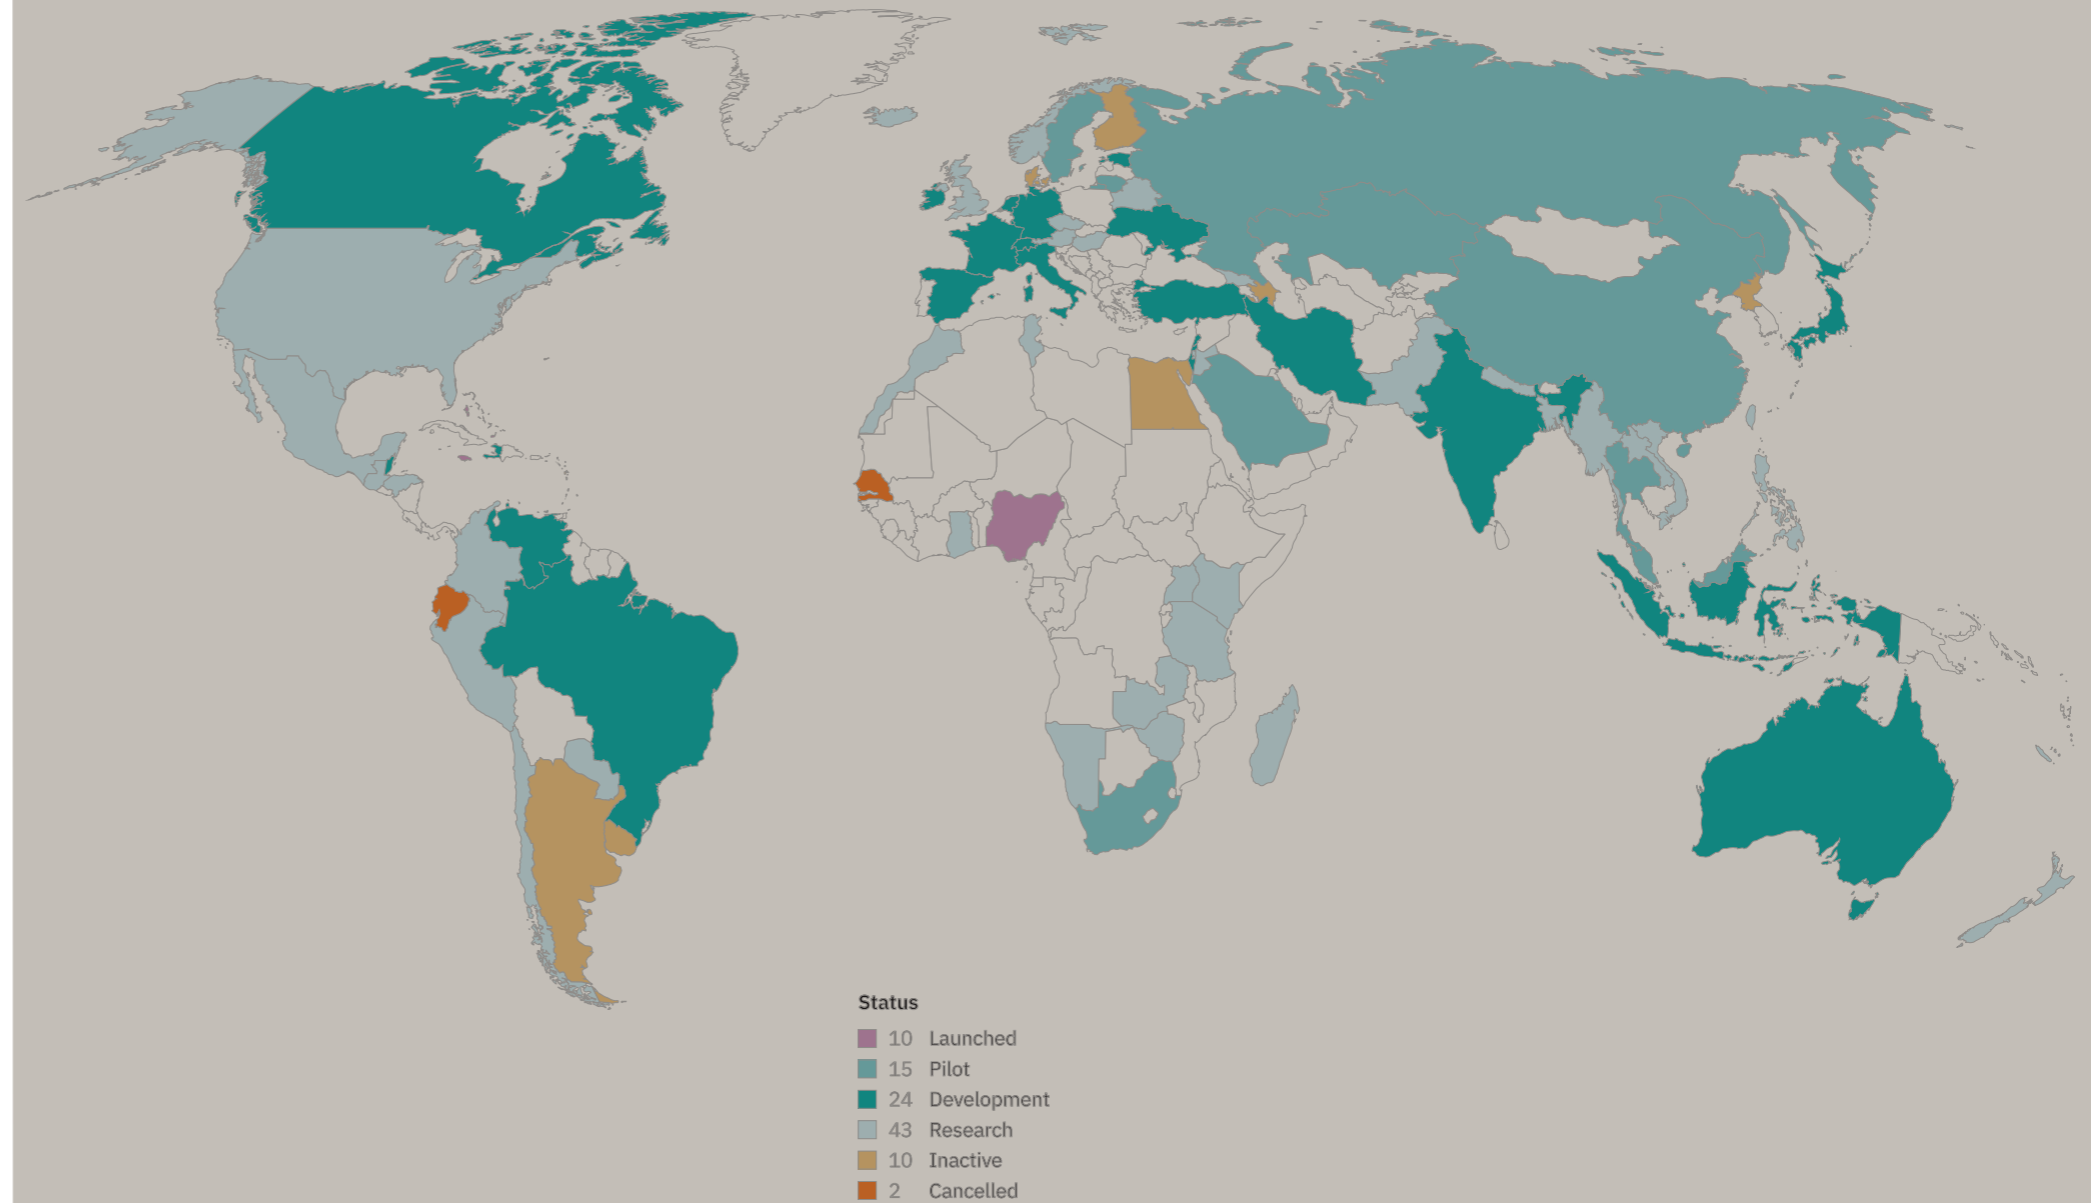 Status
10 Launched
15 Pilot
24 Development
43 Research
10 Inactive
2 Cancelled